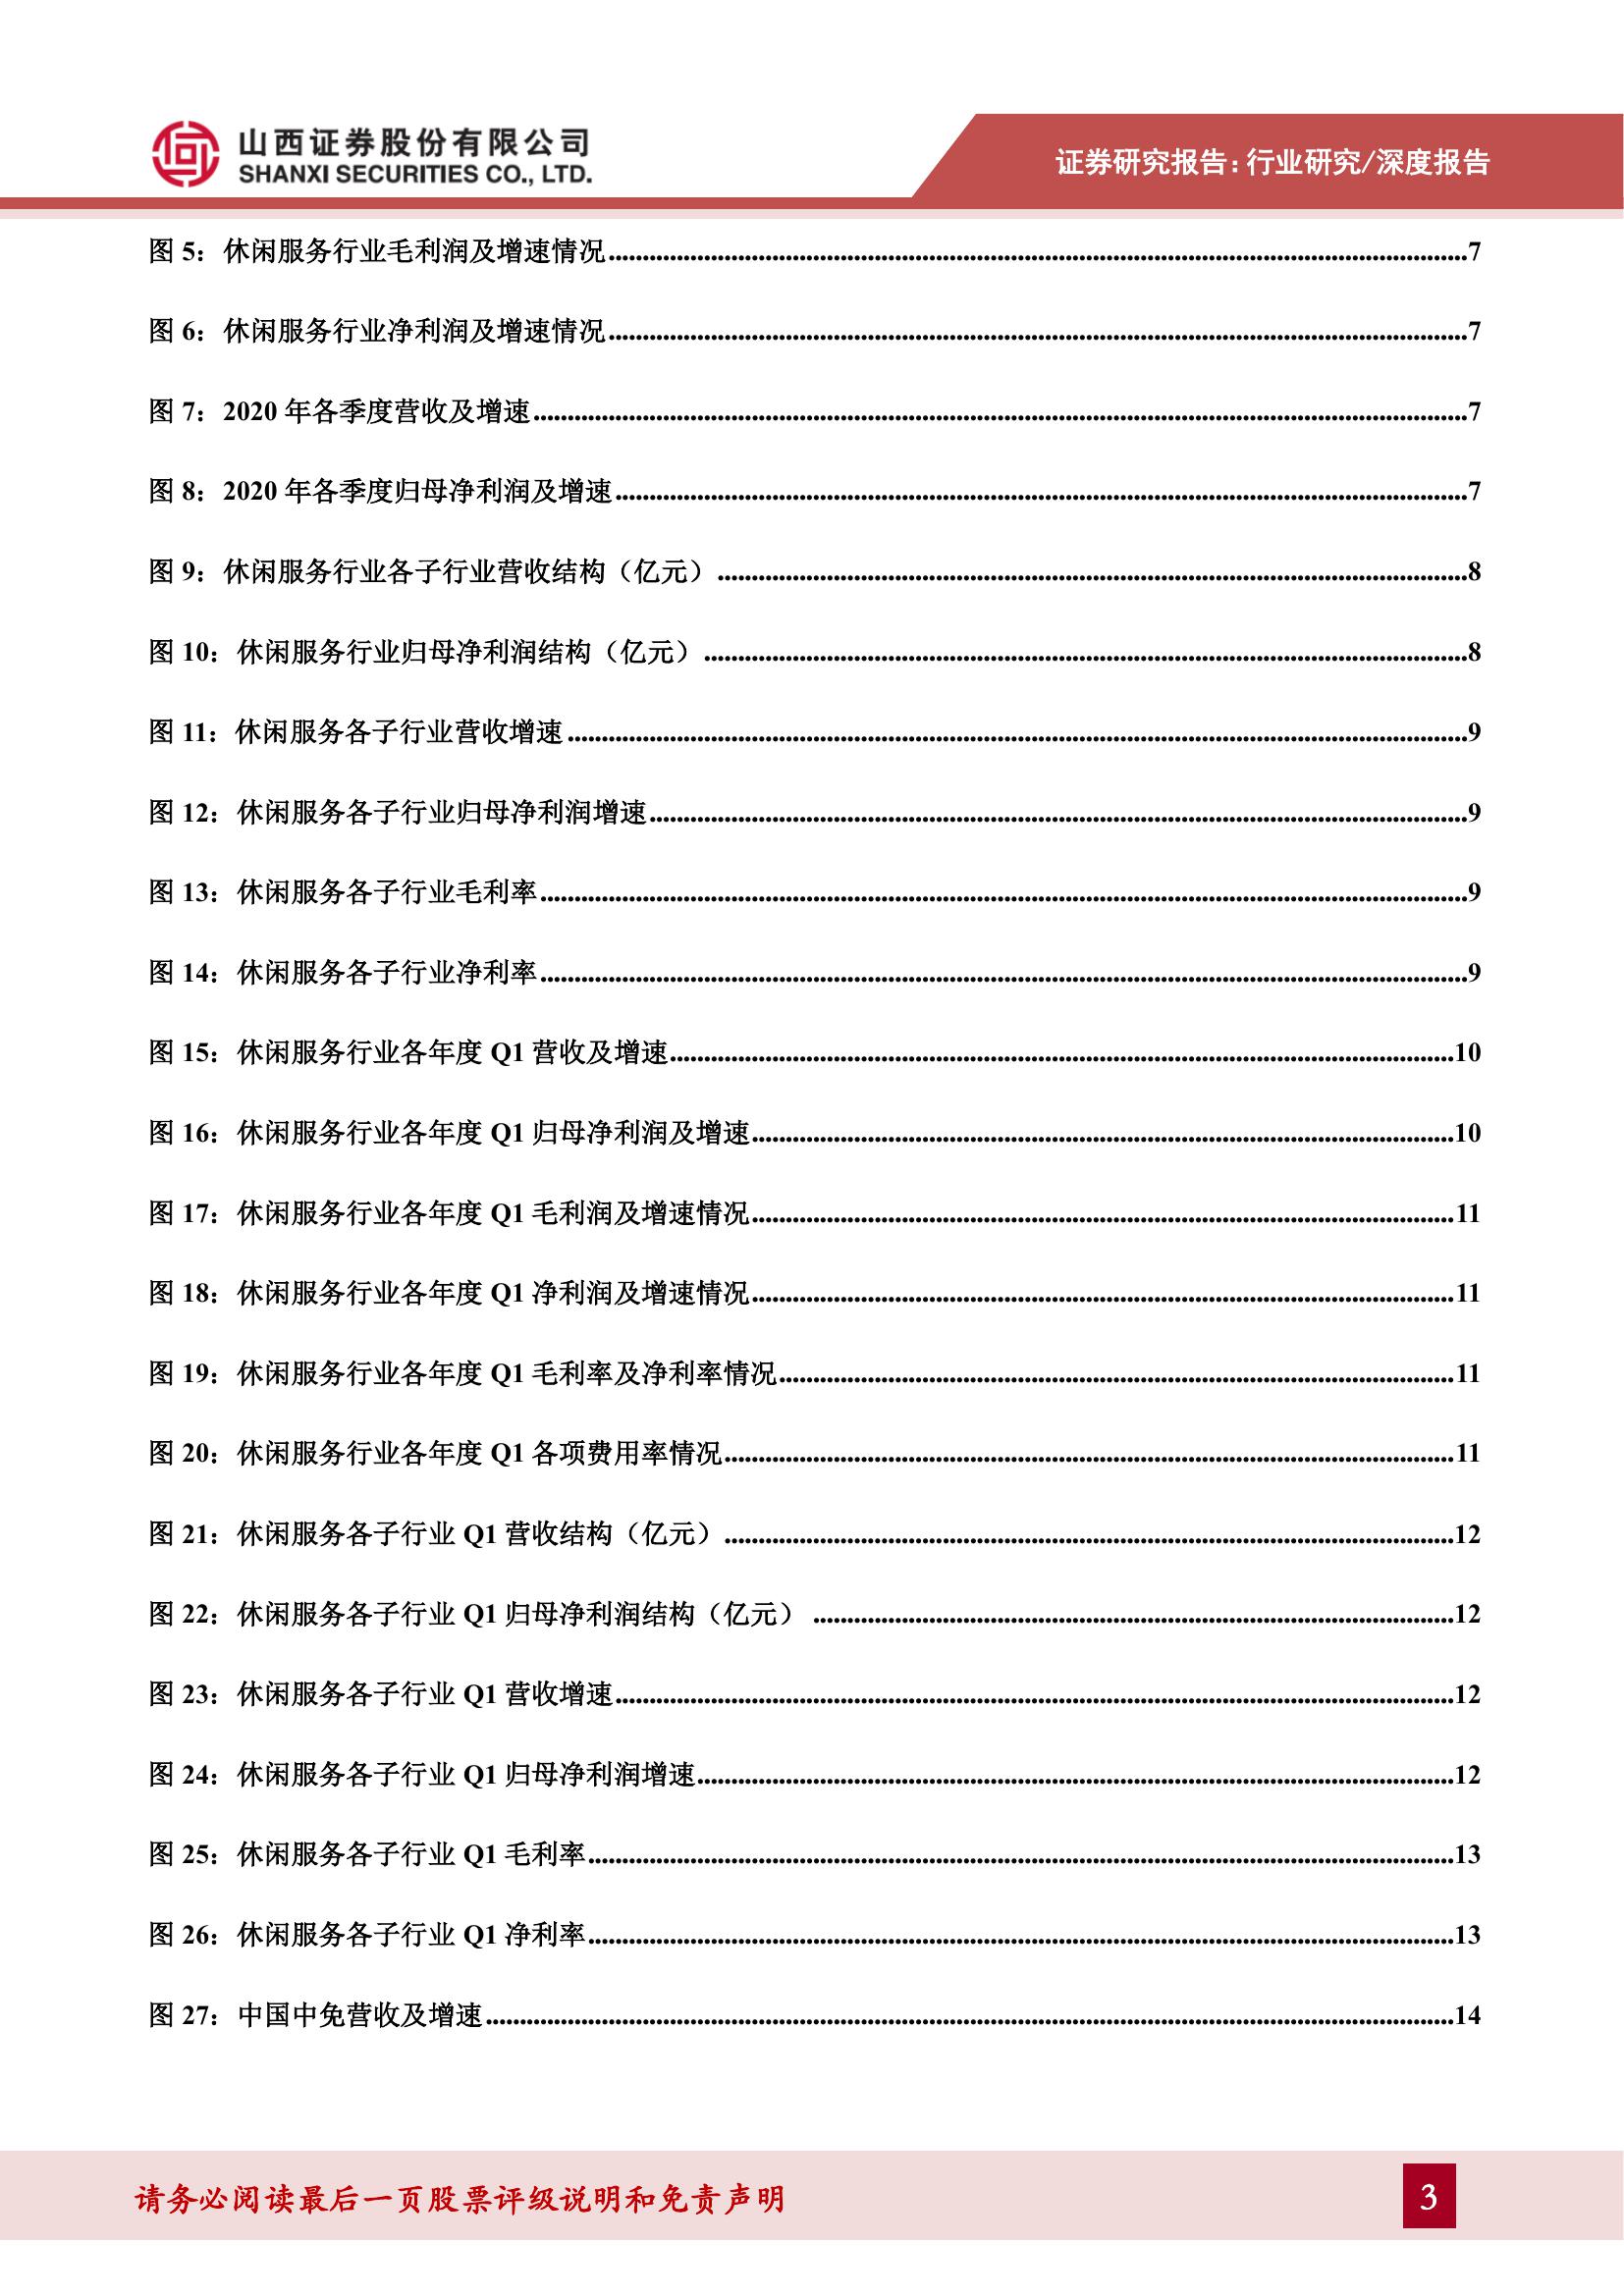 山西证券股份有限公司
SHANXI SECURITIES CO., LTD.
证券研究报告：行业研究/深度报告
图 5：休闲服务行业毛利润及增速情况....................7
图 6：休闲服务行业净利润及增速情况....................7
图 7：2020 年各季度营收及增速....................7
图 8：2020 年各季度归母净利润及增速....................7
图 9：休闲服务行业各子行业营收结构（亿元）....................8
图 10：休闲服务行业归母净利润结构（亿元）....................8
图 11：休闲服务各子行业营收增速....................9
图 12：休闲服务各子行业归母净利润增速....................9
图 13：休闲服务各子行业毛利率....................9
图 14：休闲服务各子行业净利率....................9
图 15：休闲服务行业各年度 Q1 营收及增速....................10
图 16：休闲服务行业各年度 Q1 归母净利润及增速....................10
图 17：休闲服务行业各年度 Q1 毛利润及增速情况....................11
图 18：休闲服务行业各年度 Q1 净利润及增速情况....................11
图 19：休闲服务行业各年度 Q1 毛利率及净利率情况....................11
图 20：休闲服务行业各年度 Q1 各项费用率情况....................11
图 21：休闲服务各子行业 Q1 营收结构（亿元）....................12
图 22：休闲服务各子行业 Q1 归母净利润结构（亿元）....................12
图 23：休闲服务各子行业 Q1 营收增速....................12
图 24：休闲服务各子行业 Q1 归母净利润增速....................12
图 25：休闲服务各子行业 Q1 毛利率....................13
图 26：休闲服务各子行业 Q1 净利率....................13
图 27：中国中免营收及增速....................14
请务必阅读最后一页股票评级说明和免责声明
3